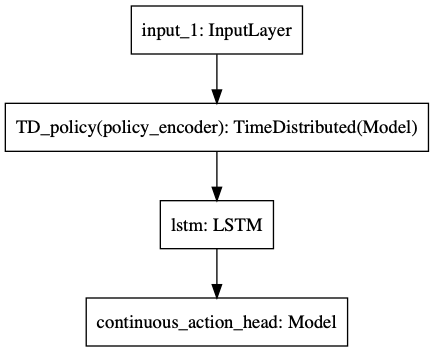 input_1: InputLayer
TD_policy(policy_encoder): TimeDistributed(Model)
lstm: LSTM
continuous_action_head: Model